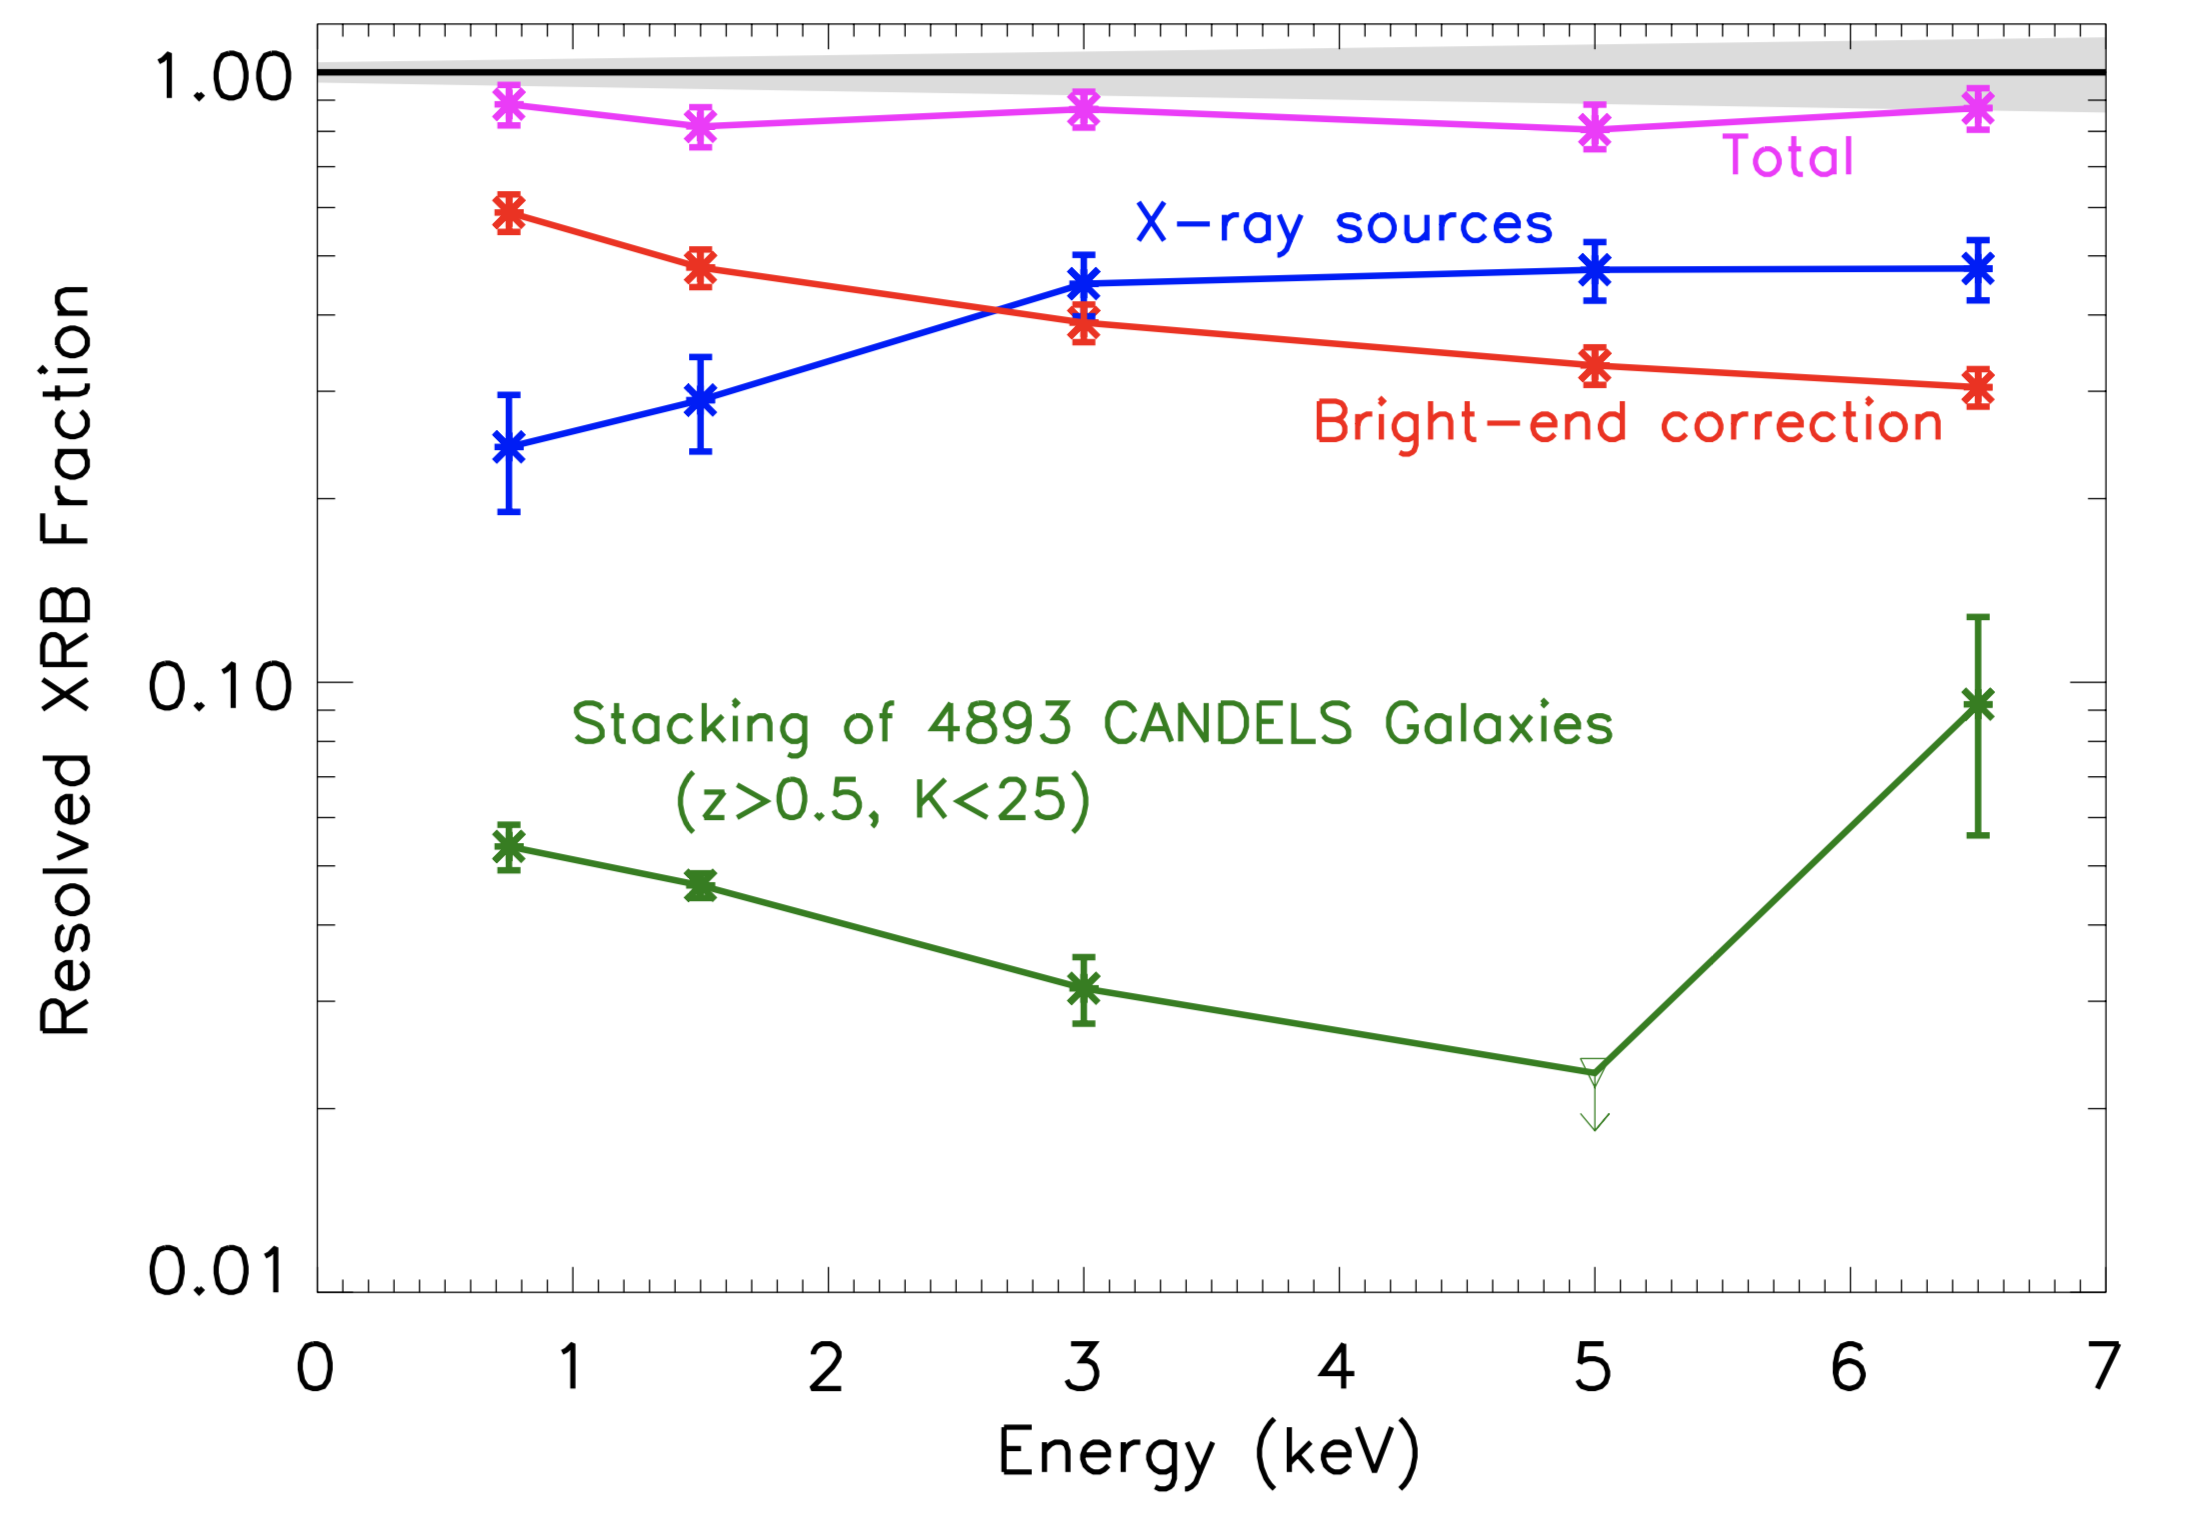 1.00
Total
X-ray sources
Bright-end correction
Resolved XRB Fraction
0.10
Stacking of 4893 CANDELS Galaxies
(z>0.5, K<25)
0.01
0 1 2 3 4 5 6 7
Energy (keV)